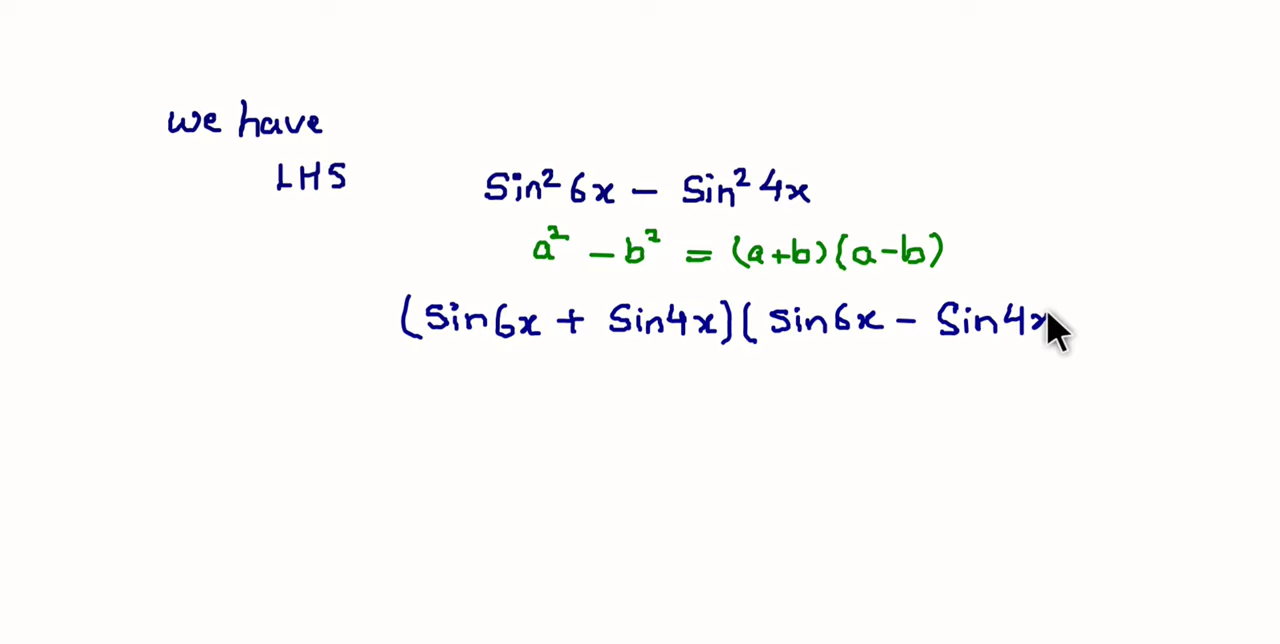 we have
LHS
Sin² 6x − Sin² 4x
a² − b² = (a+b)(a−b)
(Sin6x + Sin4x)(Sin6x − Sin4x